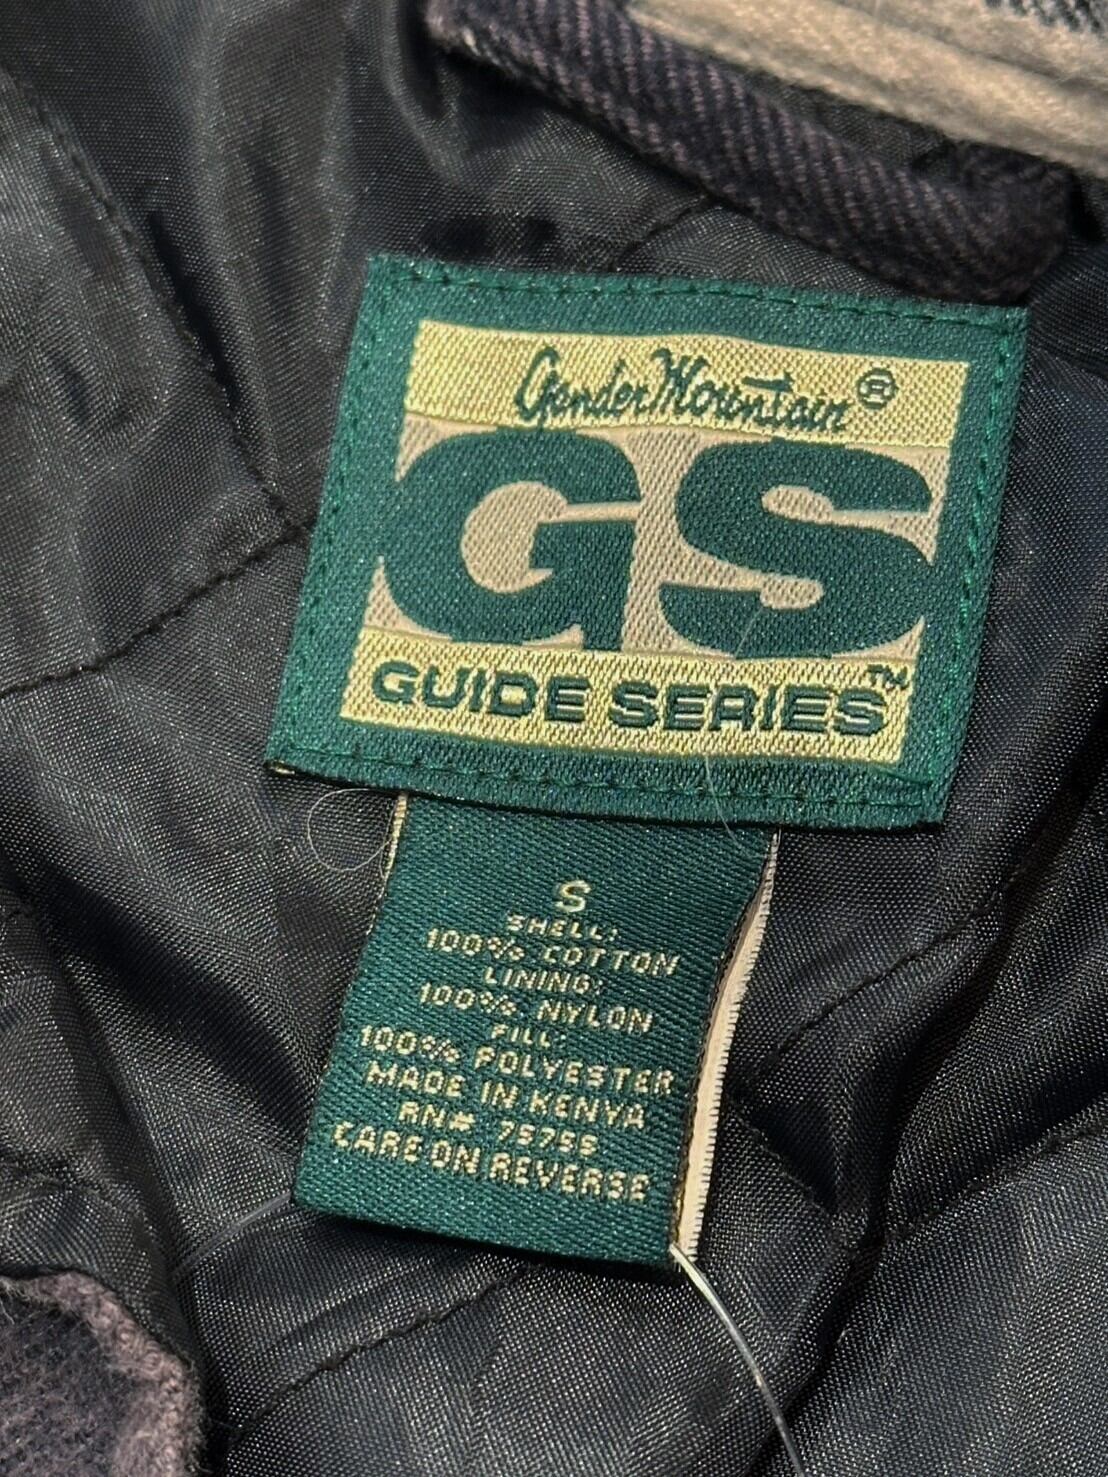 Gander Mountain®
GS
GUIDE SERIES™
S
SHELL:
100% COTTON
LINING:
100% NYLON
FILL:
100% POLYESTER
MADE IN KENYA
RN# 75755
CARE ON REVERSE